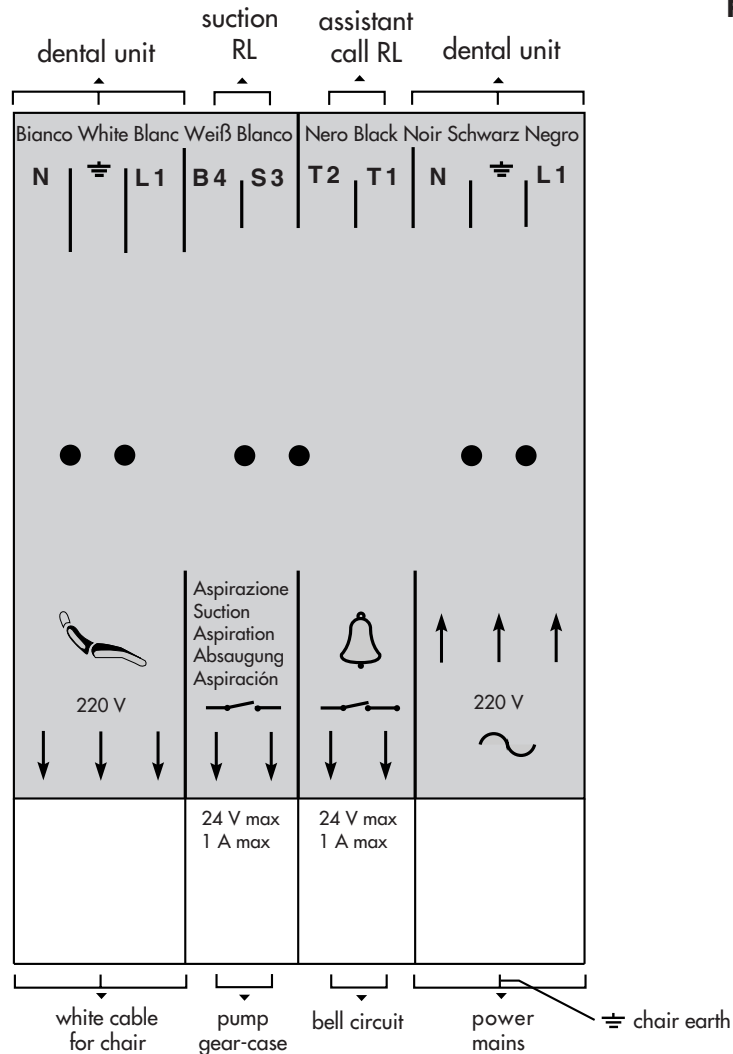 suction
RL
assistant
call RL
dental unit
dental unit
Bianco White Blanc Weiß Blanco
Nero Black Noir Schwarz Negro
N L1 B4 S3 T2 T1 N L1
Aspirazione
Suction
Aspiration
Absaugung
Aspiración
220 V
220 V
24 V max
1 A max
24 V max
1 A max
white cable
for chair
pump
gear-case
bell circuit
power
mains
chair earth